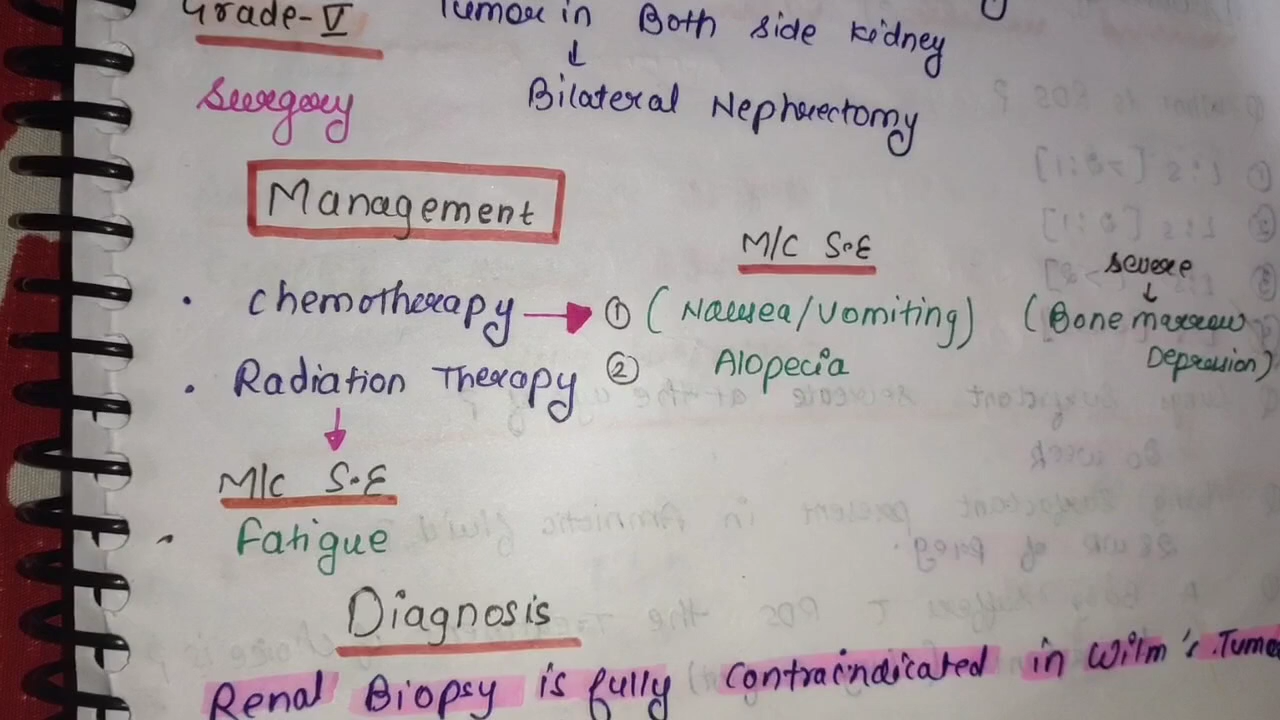 Grade-V Tumor in Both side kidney
↓
Surgery Bilateral Nephrectomy
Management
M/C S.E
severe
↓
• Chemotherapy → ① (Nausea/Vomiting) (Bone marrow Depression)
• Radiation Therapy ② Alopecia
↓
M/C S.E
• Fatigue
Diagnosis
Renal Biopsy is fully contraindicated in Wilm's Tumo